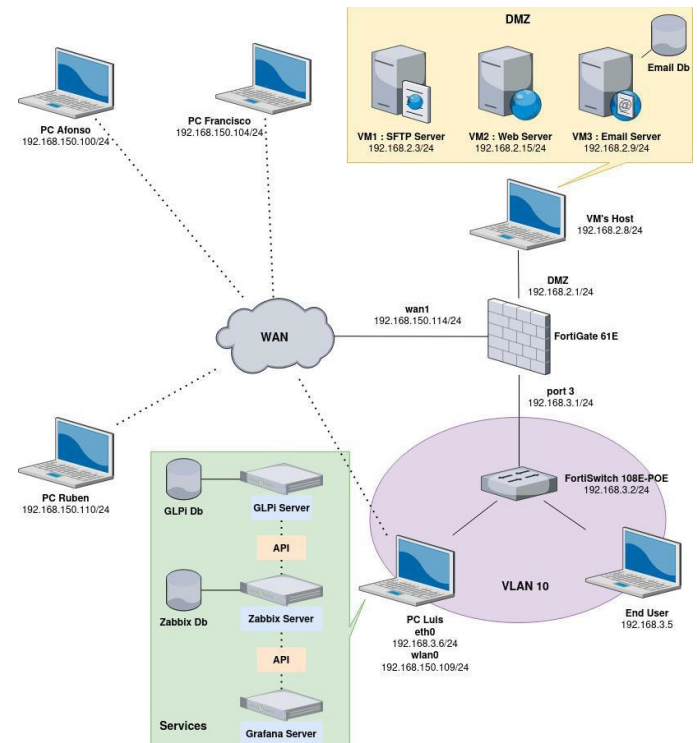 DMZ
Email Db
VM1 : SFTP Server
192.168.2.3/24
VM2 : Web Server
192.168.2.15/24
VM3 : Email Server
192.168.2.9/24
PC Afonso
192.168.150.100/24
PC Francisco
192.168.150.104/24
VM's Host
192.168.2.8/24
DMZ
192.168.2.1/24
wan1
192.168.150.114/24
WAN
FortiGate 61E
port 3
192.168.3.1/24
PC Ruben
192.168.150.110/24
GLPi Db
GLPi Server
API
Zabbix Db
Zabbix Server
API
Services
Grafana Server
FortiSwitch 108E-POE
192.168.3.2/24
VLAN 10
PC Luis
eth0
192.168.3.6/24
wlan0
192.168.150.109/24
End User
192.168.3.5